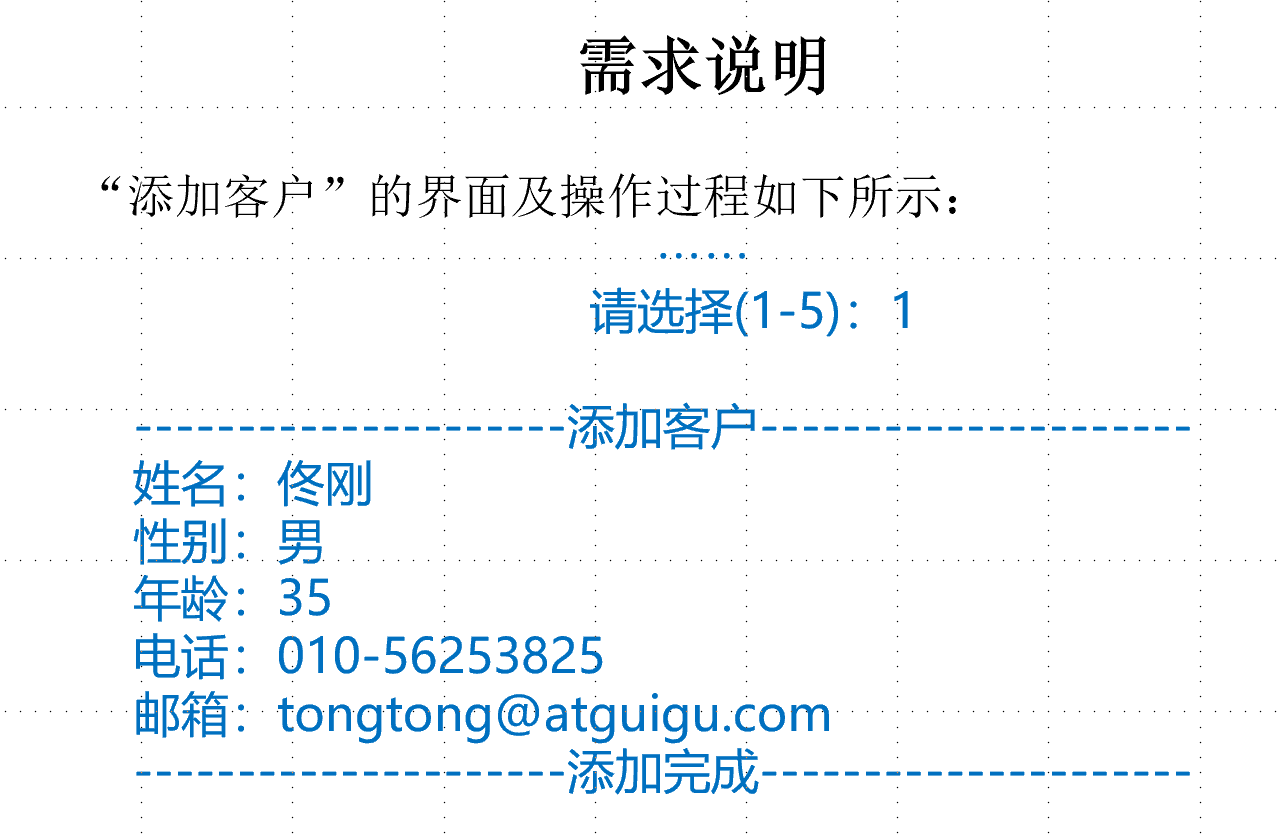 需求说明
“添加客户”的界面及操作过程如下所示：
……
请选择(1-5)：1
---------------------添加客户---------------------
姓名：佟刚
性别：男
年龄：35
电话：010-56253825
邮箱：tongtong@atguigu.com
---------------------添加完成---------------------